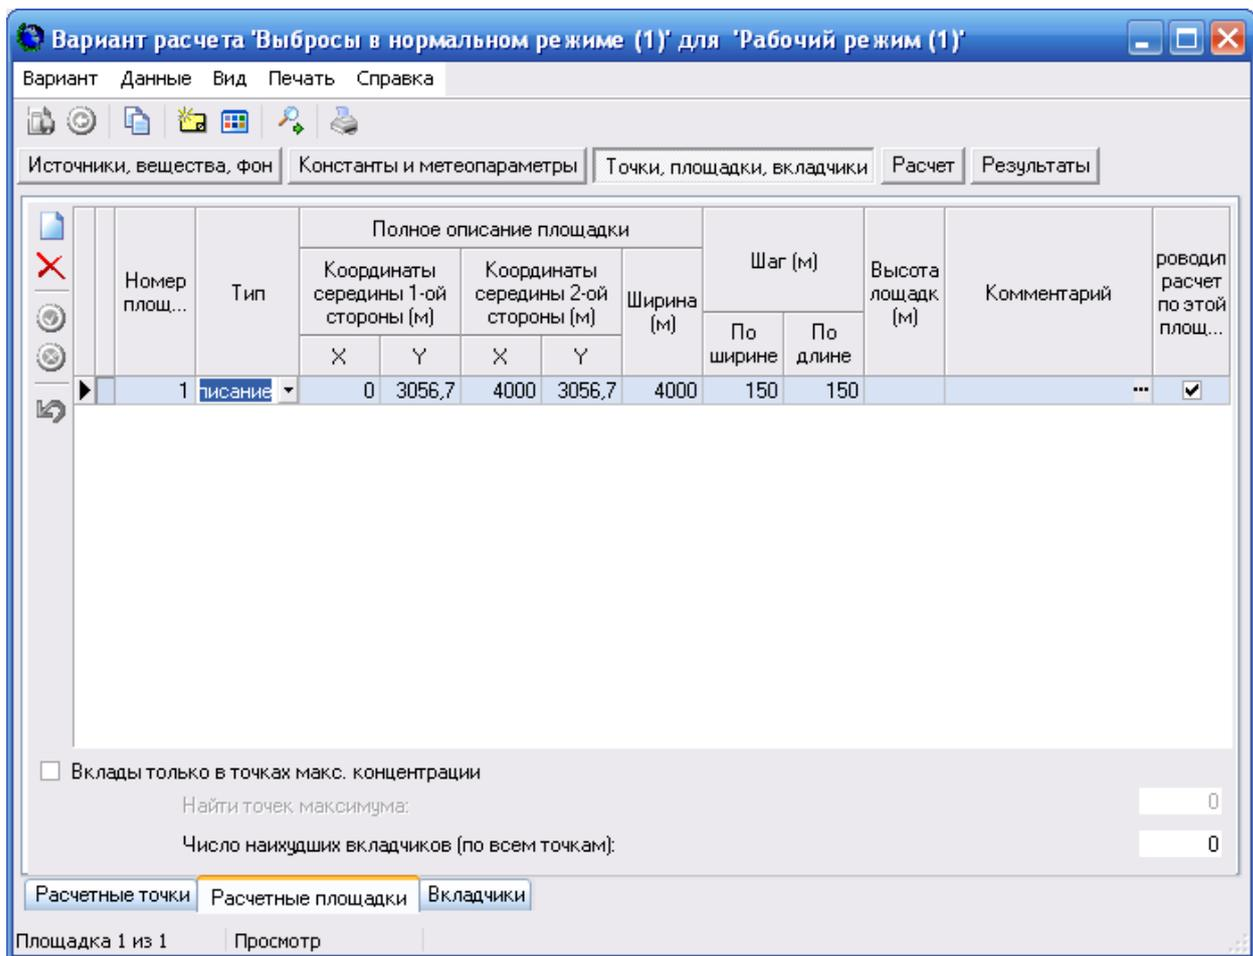 Вариант расчета 'Выбросы в нормальном режиме (1)' для 'Рабочий режим (1)'
Вариант Данные Вид Печать Справка
Источники, вещества, фон Константы и метеопараметры Точки, площадки, вкладчики Расчет Результаты
Номер площ...
Тип
Полное описание площадки
Координаты середины 1-ой стороны (м)
Координаты середины 2-ой стороны (м)
Ширина (м)
X Y X Y
Шаг (м)
По ширине
По длине
Высота лощадк (м)
Комментарий
роводит расчет по этой площ...
1 писание 0 3056,7 4000 3056,7 4000 150 150 ...
Вклады только в точках макс. концентрации
Найти точек максимума: 0
Число наихудших вкладчиков (по всем точкам): 0
Расчетные точки Расчетные площадки Вкладчики
Площадка 1 из 1 Просмотр